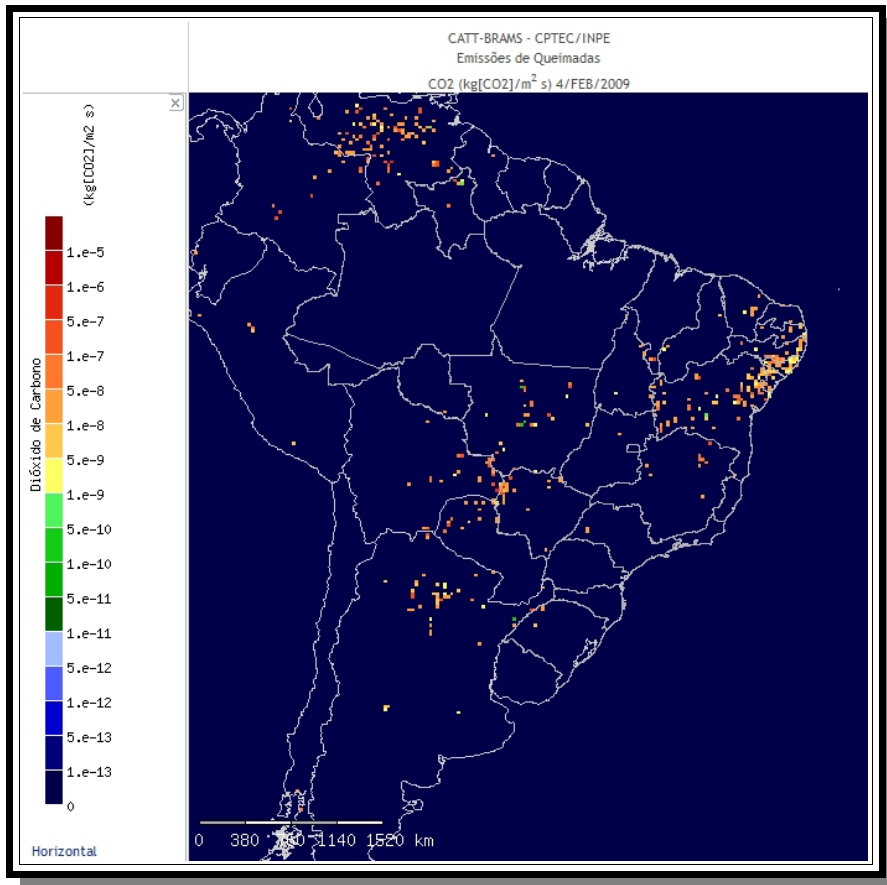 CATT-BRAMS - CPTEC/INPE
Emissões de Queimadas
CO2 (kg[CO2]/m2 s) 4/FEB/2009
(kg[CO2]/m2 s)
Dióxido de Carbono
1.e-5
1.e-6
5.e-7
1.e-7
5.e-8
1.e-8
5.e-9
1.e-9
5.e-10
1.e-10
5.e-11
1.e-11
5.e-12
1.e-12
5.e-13
1.e-13
0
0 380 1140 1520 km
Horizontal